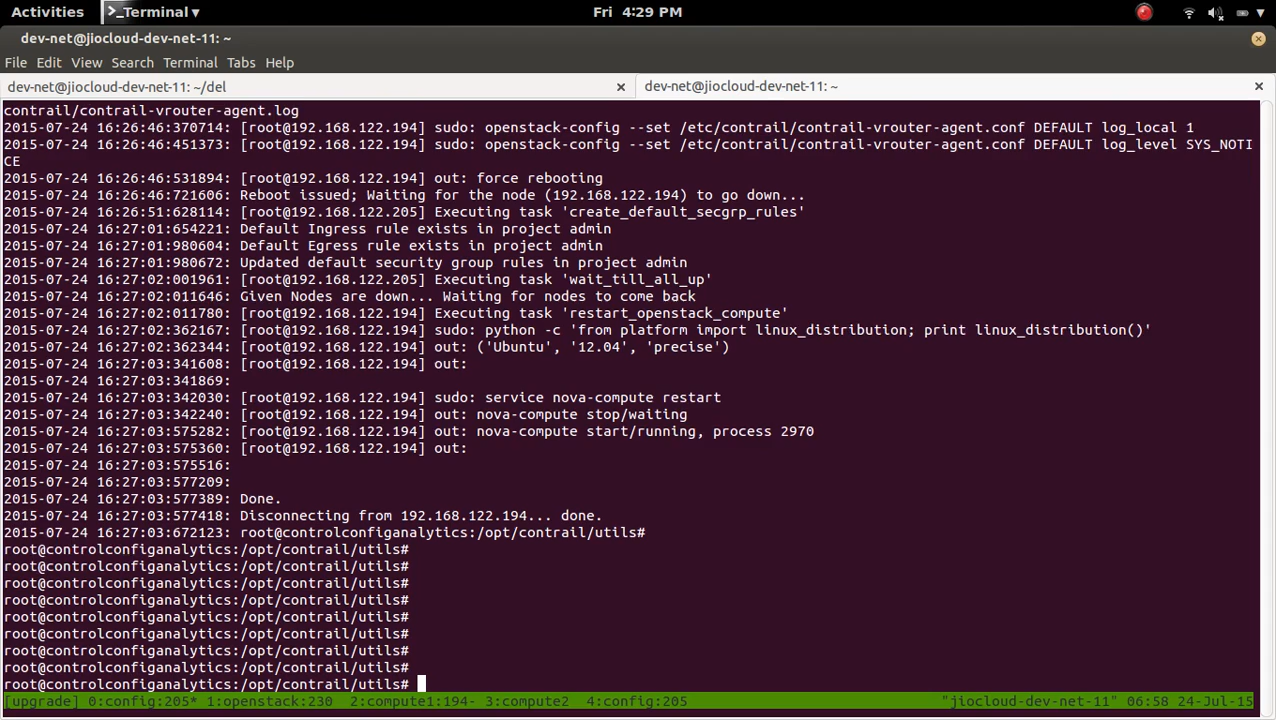 Activities
Terminal
Fri 4:29 PM
dev-net@jiocloud-dev-net-11: ~
File Edit View Search Terminal Tabs Help
dev-net@jiocloud-dev-net-11: ~/del
dev-net@jiocloud-dev-net-11: ~
contrail/contrail-vrouter-agent.log
2015-07-24 16:26:46:370714: [root@192.168.122.194] sudo: openstack-config --set /etc/contrail/contrail-vrouter-agent.conf DEFAULT log_local 1
2015-07-24 16:26:46:451373: [root@192.168.122.194] sudo: openstack-config --set /etc/contrail/contrail-vrouter-agent.conf DEFAULT log_level SYS_NOTI
CE
2015-07-24 16:26:46:531894: [root@192.168.122.194] out: force rebooting
2015-07-24 16:26:46:721606: Reboot issued; Waiting for the node (192.168.122.194) to go down...
2015-07-24 16:26:51:628114: [root@192.168.122.205] Executing task 'create_default_secgrp_rules'
2015-07-24 16:27:01:654221: Default Ingress rule exists in project admin
2015-07-24 16:27:01:980604: Default Egress rule exists in project admin
2015-07-24 16:27:01:980672: Updated default security group rules in project admin
2015-07-24 16:27:02:001961: [root@192.168.122.205] Executing task 'wait_till_all_up'
2015-07-24 16:27:02:011646: Given Nodes are down... Waiting for nodes to come back
2015-07-24 16:27:02:011780: [root@192.168.122.194] Executing task 'restart_openstack_compute'
2015-07-24 16:27:02:362167: [root@192.168.122.194] sudo: python -c 'from platform import linux_distribution; print linux_distribution()'
2015-07-24 16:27:02:362344: [root@192.168.122.194] out: ('Ubuntu', '12.04', 'precise')
2015-07-24 16:27:03:341608: [root@192.168.122.194] out:
2015-07-24 16:27:03:341869:
2015-07-24 16:27:03:342030: [root@192.168.122.194] sudo: service nova-compute restart
2015-07-24 16:27:03:342240: [root@192.168.122.194] out: nova-compute stop/waiting
2015-07-24 16:27:03:575282: [root@192.168.122.194] out: nova-compute start/running, process 2970
2015-07-24 16:27:03:575360: [root@192.168.122.194] out:
2015-07-24 16:27:03:575516:
2015-07-24 16:27:03:577209:
2015-07-24 16:27:03:577389: Done.
2015-07-24 16:27:03:577418: Disconnecting from 192.168.122.194... done.
2015-07-24 16:27:03:672123: root@controlconfiganalytics:/opt/contrail/utils#
root@controlconfiganalytics:/opt/contrail/utils#
root@controlconfiganalytics:/opt/contrail/utils#
root@controlconfiganalytics:/opt/contrail/utils#
root@controlconfiganalytics:/opt/contrail/utils#
root@controlconfiganalytics:/opt/contrail/utils#
root@controlconfiganalytics:/opt/contrail/utils#
root@controlconfiganalytics:/opt/contrail/utils#
root@controlconfiganalytics:/opt/contrail/utils#
root@controlconfiganalytics:/opt/contrail/utils#
[upgrade] 0:config:205* 1:openstack:230  2:compute1:194- 3:compute2  4:config:205 "jiocloud-dev-net-11" 06:58 24-Jul-15